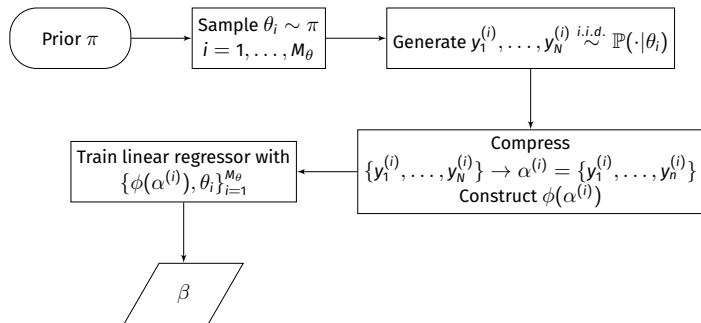 Prior π
Sample θ_i ∼ π
i = 1, . . . , M_θ
Generate y_1^{(i)}, . . . , y_N^{(i)} \overset{i.i.d.}{∼} ℙ(·|θ_i)
Compress
{y_1^{(i)}, . . . , y_N^{(i)}} → α^{(i)} = {y_1^{(i)}, . . . , y_n^{(i)}}
Construct ϕ(α^{(i)})
Train linear regressor with
{ϕ(α^{(i)}), θ_i}_{i=1}^{M_θ}
β